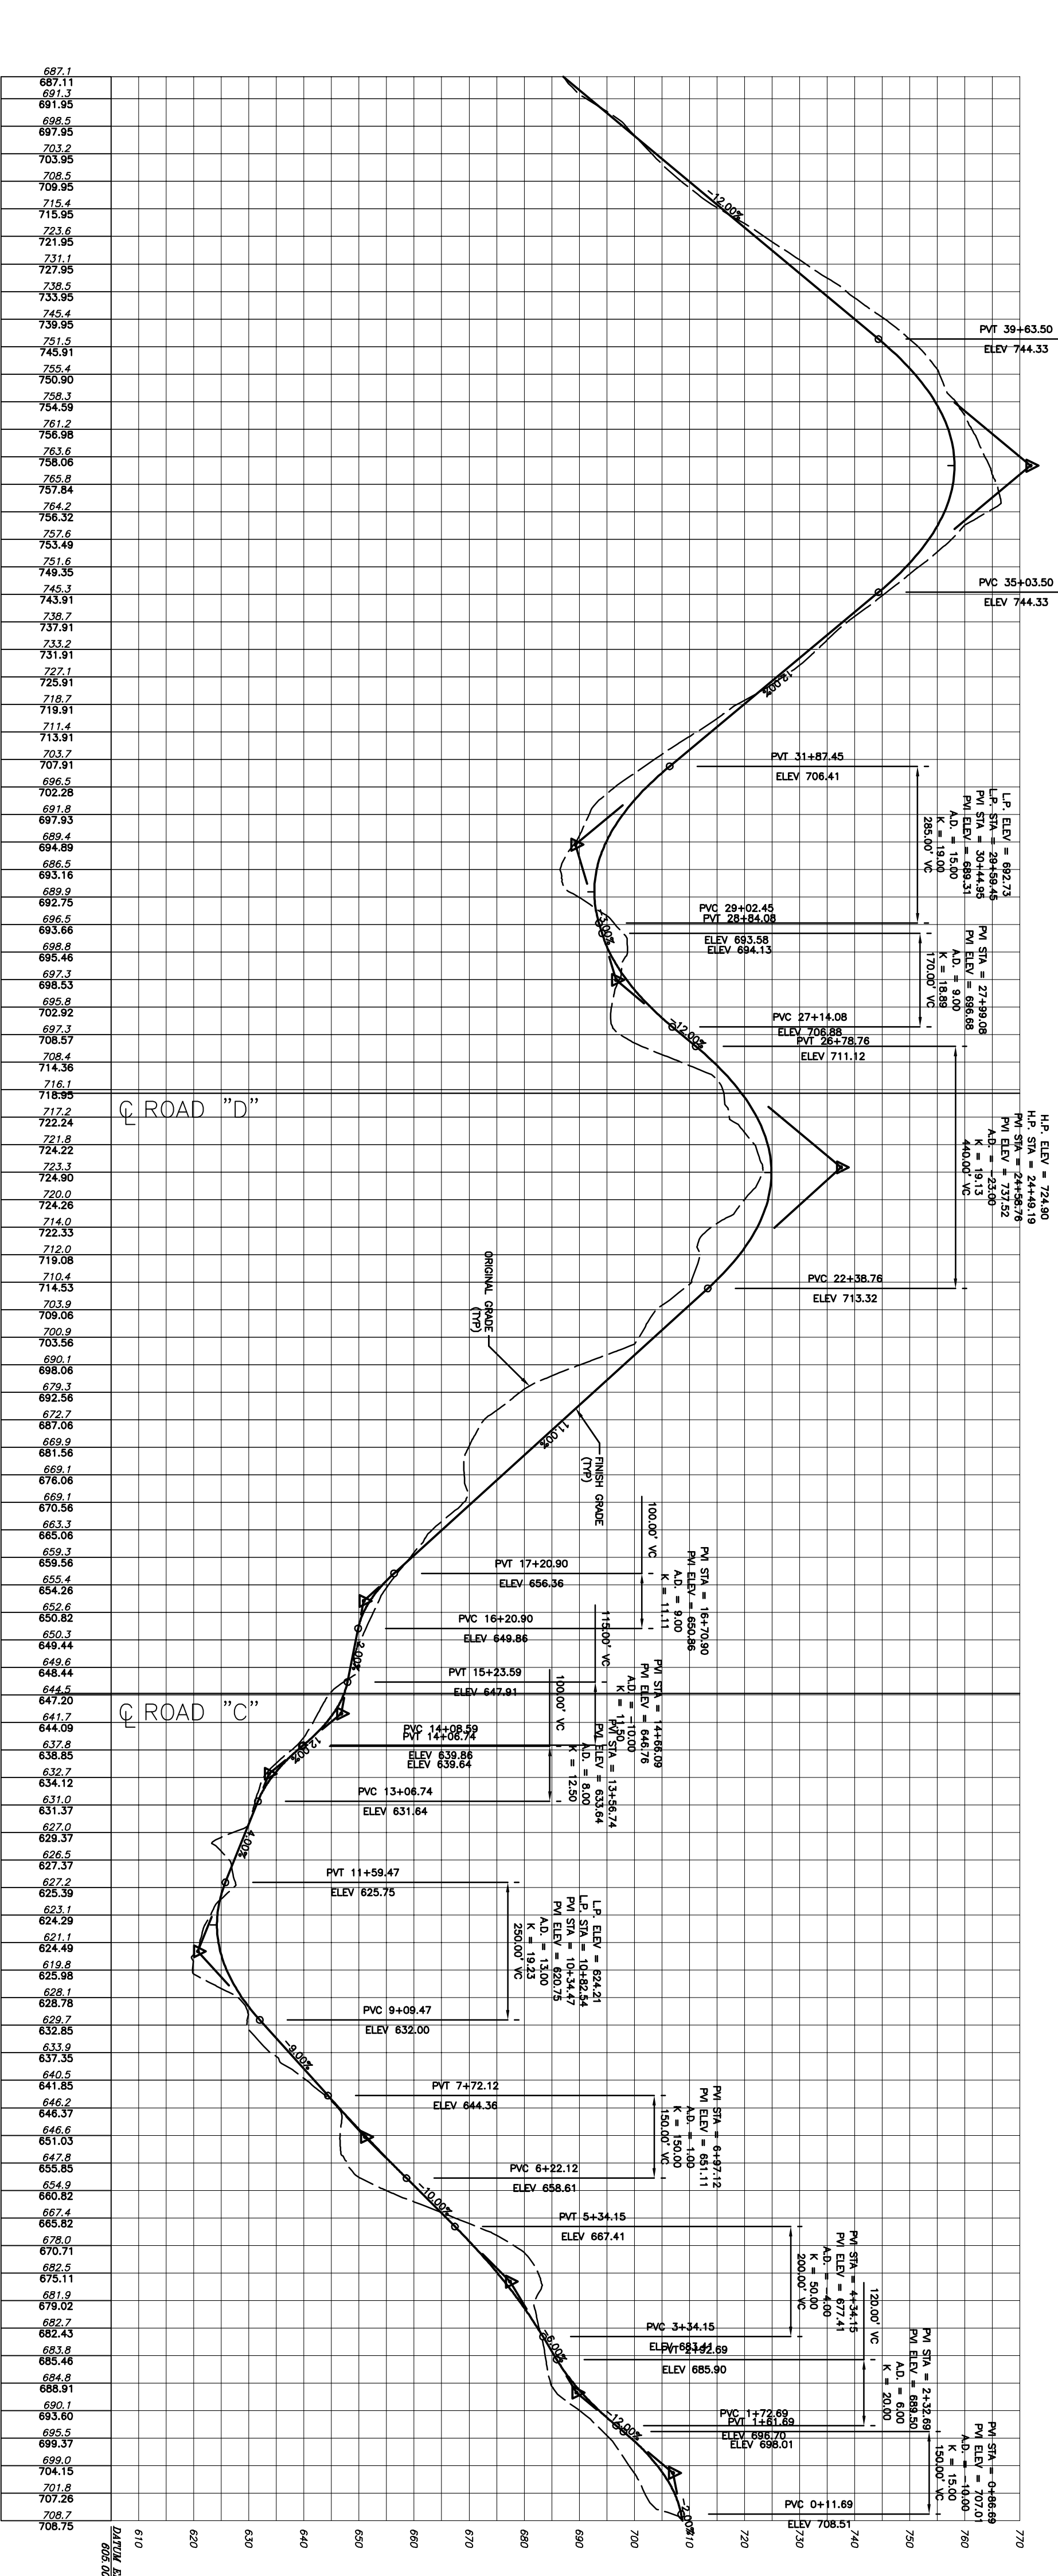 687.1
687.11
691.3
691.95
698.5
697.95
703.2
703.95
708.5
709.95
715.4
715.95
723.6
721.95
731.1
727.95
738.5
733.95
745.4
739.95
751.5
745.91
755.4
750.90
758.3
754.59
761.2
756.98
763.6
758.06
765.8
757.84
764.2
756.32
757.6
753.49
751.6
749.35
745.3
743.91
738.7
737.91
733.2
731.91
727.1
725.91
718.7
719.91
711.4
713.91
703.7
707.91
696.5
702.28
691.8
697.93
689.4
694.89
686.5
693.16
689.9
692.75
696.5
693.66
698.8
695.46
697.3
698.53
695.8
702.92
697.3
708.57
708.4
714.36
716.1
718.95
717.2
722.24
721.8
724.22
723.3
724.90
720.0
724.26
714.0
722.33
712.0
719.08
710.4
714.53
703.9
709.06
700.9
703.56
690.1
698.06
679.3
692.56
672.7
687.06
669.9
681.56
669.1
676.06
669.1
670.56
663.3
665.06
659.3
659.56
655.4
654.26
652.6
650.82
650.3
649.44
649.6
648.44
644.5
647.20
641.7
644.09
637.8
638.85
632.7
634.12
631.0
631.37
627.0
629.37
626.5
627.37
627.2
625.39
623.1
624.29
621.1
624.49
619.8
625.98
628.1
628.78
629.7
632.85
633.9
637.35
640.5
641.85
646.2
646.37
646.6
651.03
647.8
655.85
654.9
660.82
667.4
665.82
678.0
670.71
682.5
675.11
681.9
679.02
682.7
682.43
683.8
685.46
684.8
688.91
690.1
693.60
695.5
699.37
699.0
704.15
701.8
707.26
708.7
708.75
-12.00%
PVT 39+63.50
ELEV 744.33
PVC 35+03.50
ELEV 744.33
12.00%
PVT 31+87.45
ELEV 706.41
L.P. ELEV = 692.73
L.P. STA = 29+59.45
PVI STA = 30+44.95
PVI ELEV = 689.31
A.D. = 15.00
K = 19.00
285.00' VC
PVC 29+02.45
PVT 28+84.08
ELEV 693.58
ELEV 694.13
-3.00%
PVI STA = 27+99.08
PVI ELEV = 696.68
A.D. = 9.00
K = 18.89
170.00' VC
PVC 27+14.08
ELEV 706.88
PVT 26+78.76
ELEV 711.12
-12.00%
H.P. ELEV = 724.90
H.P. STA = 24+49.19
PVI STA = 24+58.76
PVI ELEV = 737.52
A.D. = -23.00
K = 19.13
440.00' VC
℄ ROAD "D"
PVC 22+38.76
ELEV 713.32
ORIGINAL GRADE
(TYP)
FINISH GRADE
(TYP)
11.00%
100.00' VC
PVT 17+20.90
ELEV 656.36
PVI STA = 16+70.90
PVI ELEV = 650.86
A.D. = 9.00
K = 11.11
PVC 16+20.90
ELEV 649.86
2.00%
115.00' VC
PVT 15+23.59
ELEV 647.91
PVI STA = 14+66.09
PVI ELEV = 646.76
A.D. = -10.00
K = 11.50
℄ ROAD "C"
100.00' VC
PVC 14+08.59
PVT 14+06.74
ELEV 639.86
ELEV 639.64
12.00%
PVI STA = 13+56.74
PVI ELEV = 633.64
A.D. = 8.00
K = 12.50
PVC 13+06.74
ELEV 631.64
4.00%
PVT 11+59.47
ELEV 625.75
L.P. ELEV = 624.21
L.P. STA = 10+82.54
PVI STA = 10+34.47
PVI ELEV = 620.75
A.D. = 13.00
K = 19.23
250.00' VC
PVC 9+09.47
ELEV 632.00
-9.00%
PVT 7+72.12
ELEV 644.36
PVI STA = 6+97.12
PVI ELEV = 651.11
A.D. = 1.00
K = 150.00
150.00' VC
PVC 6+22.12
ELEV 658.61
-10.00%
PVT 5+34.15
ELEV 667.41
PVI STA = 4+34.15
PVI ELEV = 677.41
A.D. = -4.00
K = 50.00
200.00' VC
PVC 3+34.15
ELEV 683.41
-6.00%
120.00' VC
PVT 2+92.69
ELEV 685.90
PVI STA = 2+32.69
PVI ELEV = 689.50
A.D. = 6.00
K = 20.00
PVC 1+72.69
PVT 1+61.69
ELEV 696.70
ELEV 698.01
-12.00%
PVI STA = 0+86.69
PVI ELEV = 707.01
A.D. = -10.00
K = 15.00
150.00' VC
PVC 0+11.69
ELEV 708.51
-2.00%
DATUM E
605.00
610
620
630
640
650
660
670
680
690
700
710
720
730
740
750
760
770